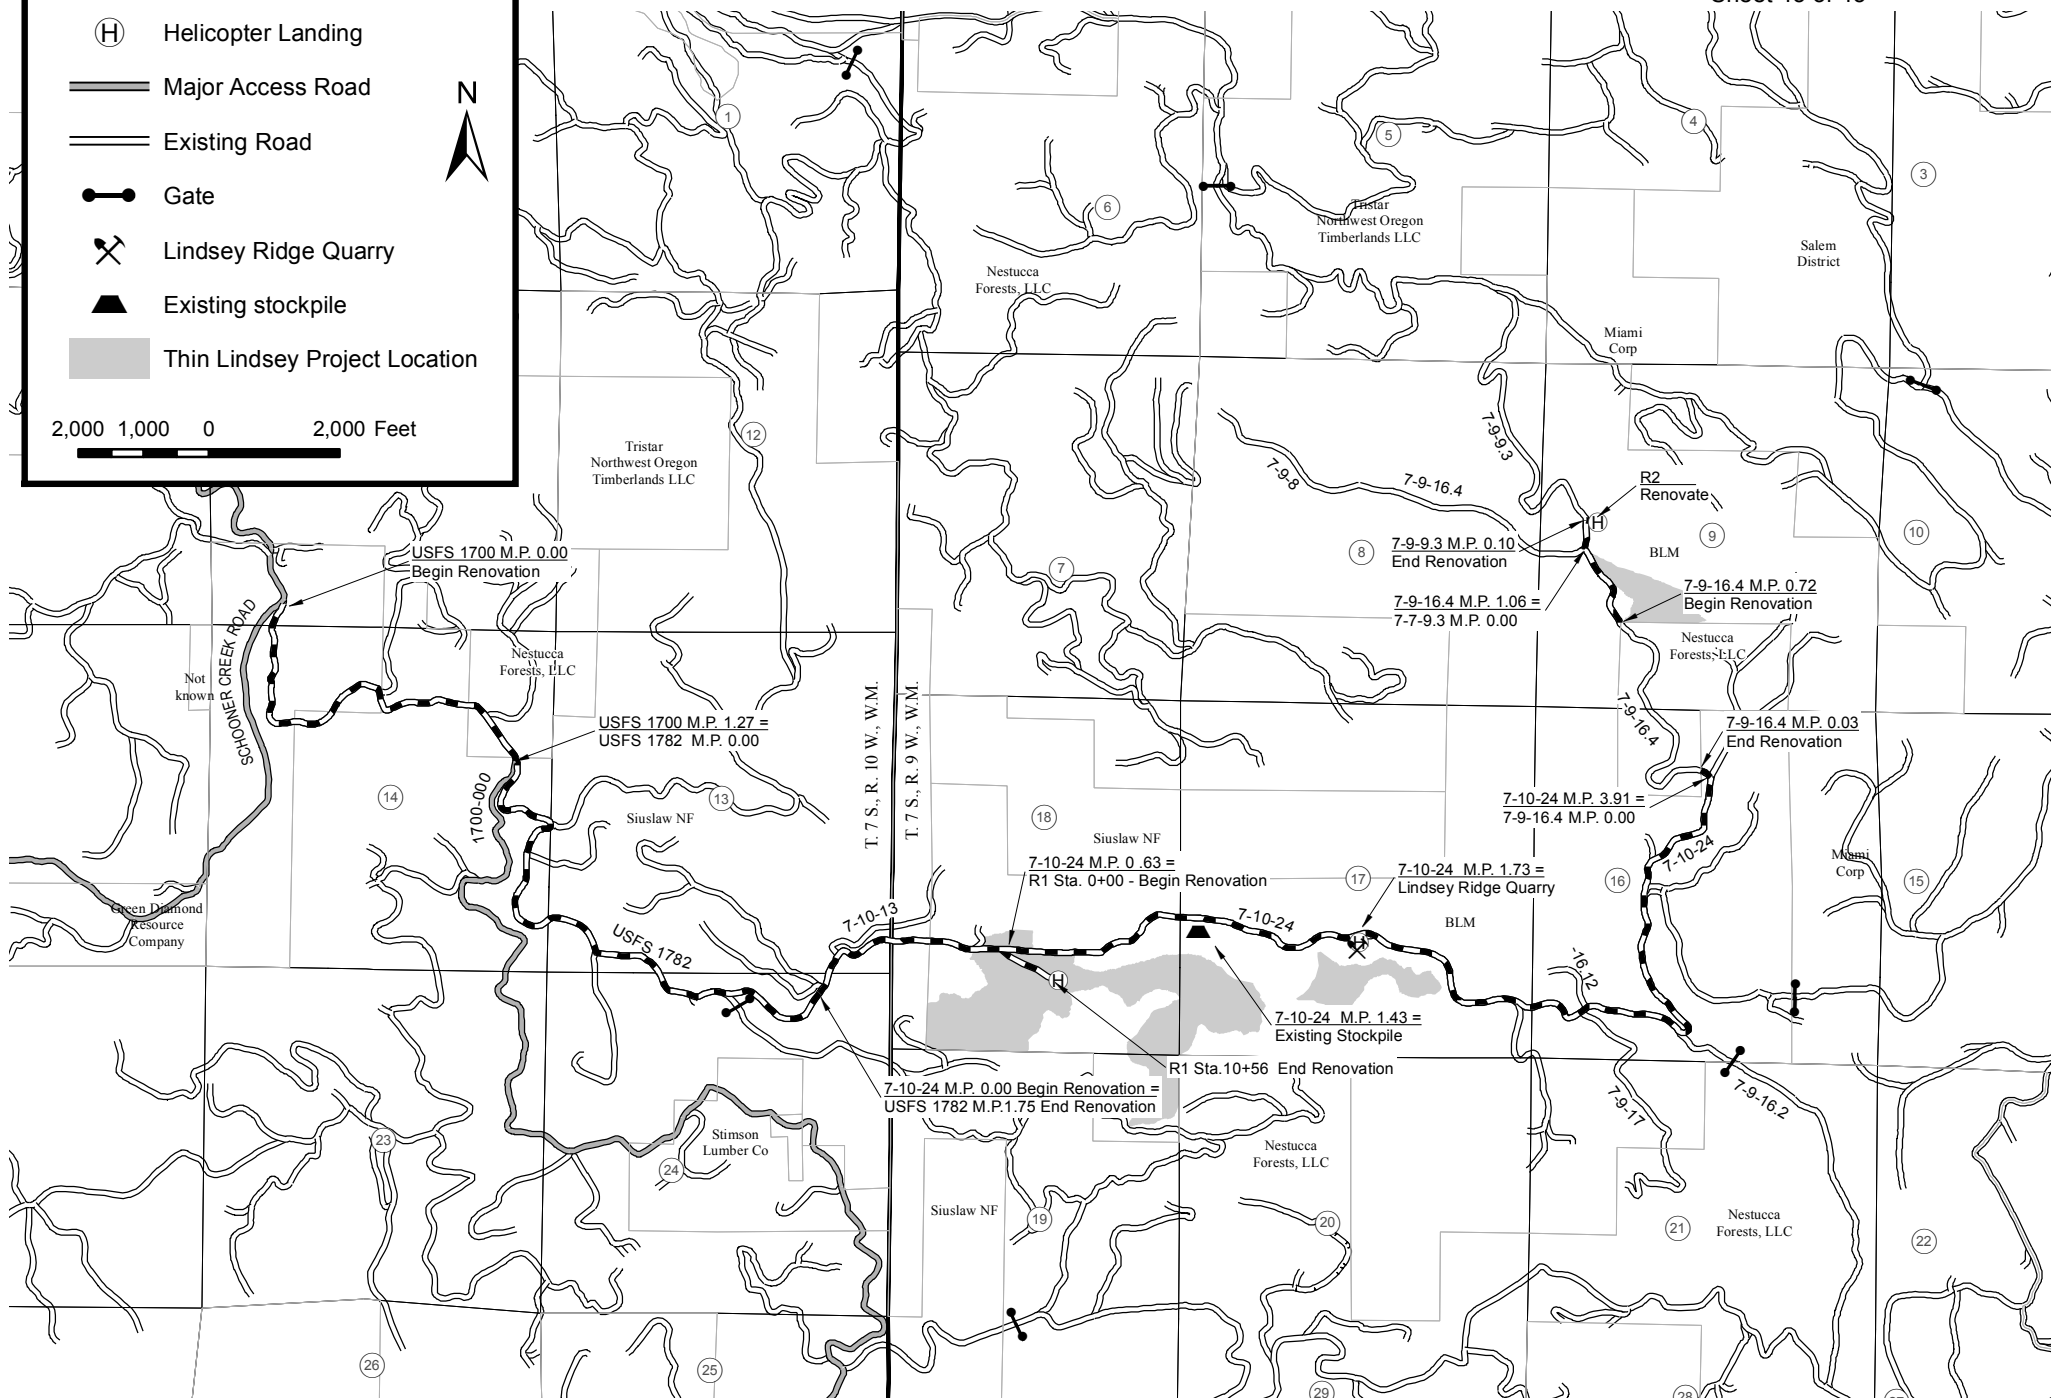 Helicopter Landing
Major Access Road
Existing Road
Gate
Lindsey Ridge Quarry
Existing stockpile
Thin Lindsey Project Location
2,000 1,000 0 2,000 Feet
N
H
1
5
4
3
6
Tristar
Northwest Oregon
Timberlands LLC
Salem
District
Nestucca
Forests, LLC
Miami
Corp
12
Tristar
Northwest Oregon
Timberlands LLC
7-9-9.3
7-9-8
7-9-16.4
R2
Renovate
H
9
10
8
BLM
7
7-9-9.3 M.P. 0.10
End Renovation
7-9-16.4 M.P. 1.06 =
7-7-9.3 M.P. 0.00
7-9-16.4 M.P. 0.72
Begin Renovation
USFS 1700 M.P. 0.00
Begin Renovation
SCHOONER CREEK ROAD
Not
known
Nestucca
Forests, LLC
Nestucca
Forests, LLC
T. 7 S., R. 10 W., W.M.
T. 7 S., R. 9 W., W.M.
USFS 1700 M.P. 1.27 =
USFS 1782 M.P. 0.00
7-9-16.4
7-9-16.4 M.P. 0.03
End Renovation
14
1700-000
13
Siuslaw NF
18
Siuslaw NF
7-10-24 M.P. 3.91 =
7-9-16.4 M.P. 0.00
7-10-24
Miami
Corp
7-10-24 M.P. 0 .63 =
R1 Sta. 0+00 - Begin Renovation
17
7-10-24 M.P. 1.73 =
Lindsey Ridge Quarry
16
15
Green Diamond
Resource
Company
7-10-13
7-10-24
BLM
USFS 1782
H
H
-16.12
7-10-24 M.P. 1.43 =
Existing Stockpile
R1 Sta.10+56 End Renovation
7-10-24 M.P. 0.00 Begin Renovation =
USFS 1782 M.P.1.75 End Renovation
7-9-17
7-9-16.2
23
Stimson
Lumber Co
24
Nestucca
Forests, LLC
Siuslaw NF
19
20
21
Nestucca
Forests, LLC
22
26
25
29
28